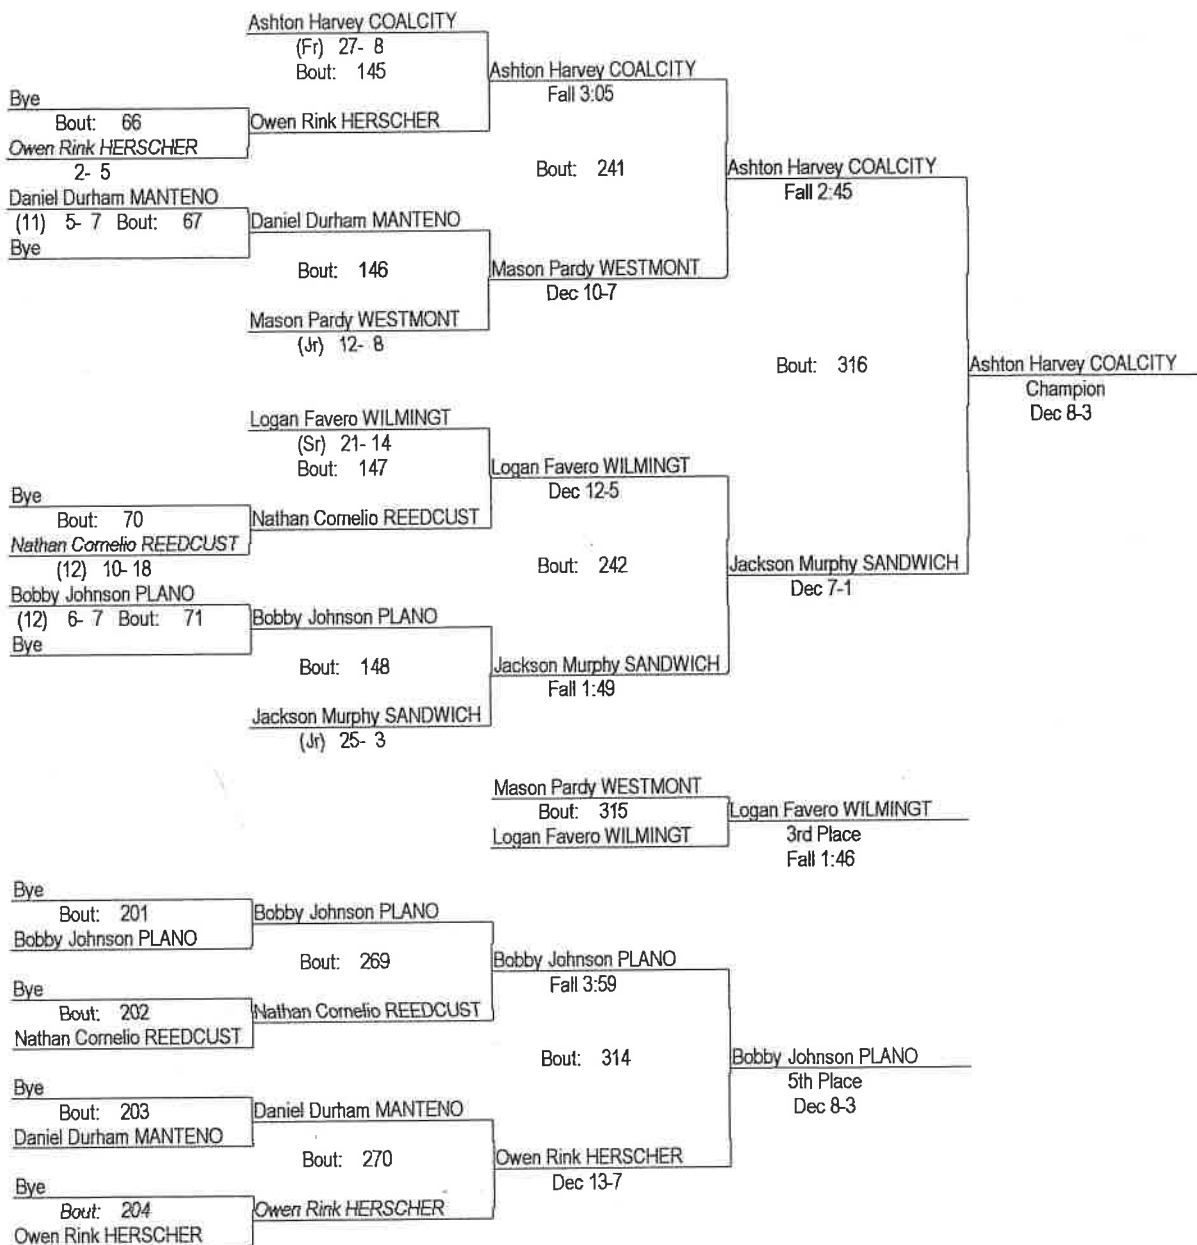 Ashton Harvey COALCITY
(Fr) 27- 8
Bout: 145
Ashton Harvey COALCITY
Fall 3:05
Bye
Bout: 66
Owen Rink HERSCHER
Owen Rink HERSCHER
2- 5
Bout: 241
Ashton Harvey COALCITY
Fall 2:45
Daniel Durham MANTENO
(11) 5- 7 Bout: 67
Bye
Daniel Durham MANTENO
Bout: 146
Mason Pardy WESTMONT
Dec 10-7
Mason Pardy WESTMONT
(Jr) 12- 8
Bout: 316
Ashton Harvey COALCITY
Champion
Dec 8-3
Logan Favero WILMINGT
(Sr) 21- 14
Bout: 147
Logan Favero WILMINGT
Dec 12-5
Bye
Bout: 70
Nathan Cornelio REEDCUST
Nathan Cornelio REEDCUST
(12) 10- 18
Bout: 242
Jackson Murphy SANDWICH
Dec 7-1
Bobby Johnson PLANO
(12) 6- 7 Bout: 71
Bye
Bobby Johnson PLANO
Bout: 148
Jackson Murphy SANDWICH
Fall 1:49
Jackson Murphy SANDWICH
(Jr) 25- 3
Mason Pardy WESTMONT
Bout: 315
Logan Favero WILMINGT
Logan Favero WILMINGT
3rd Place
Fall 1:46
Bye
Bout: 201
Bobby Johnson PLANO
Bobby Johnson PLANO
Bout: 269
Bobby Johnson PLANO
Fall 3:59
Bye
Bout: 202
Nathan Cornelio REEDCUST
Nathan Cornelio REEDCUST
Bout: 314
Bobby Johnson PLANO
5th Place
Dec 8-3
Bye
Bout: 203
Daniel Durham MANTENO
Daniel Durham MANTENO
Bout: 270
Owen Rink HERSCHER
Dec 13-7
Bye
Bout: 204
Owen Rink HERSCHER
Owen Rink HERSCHER